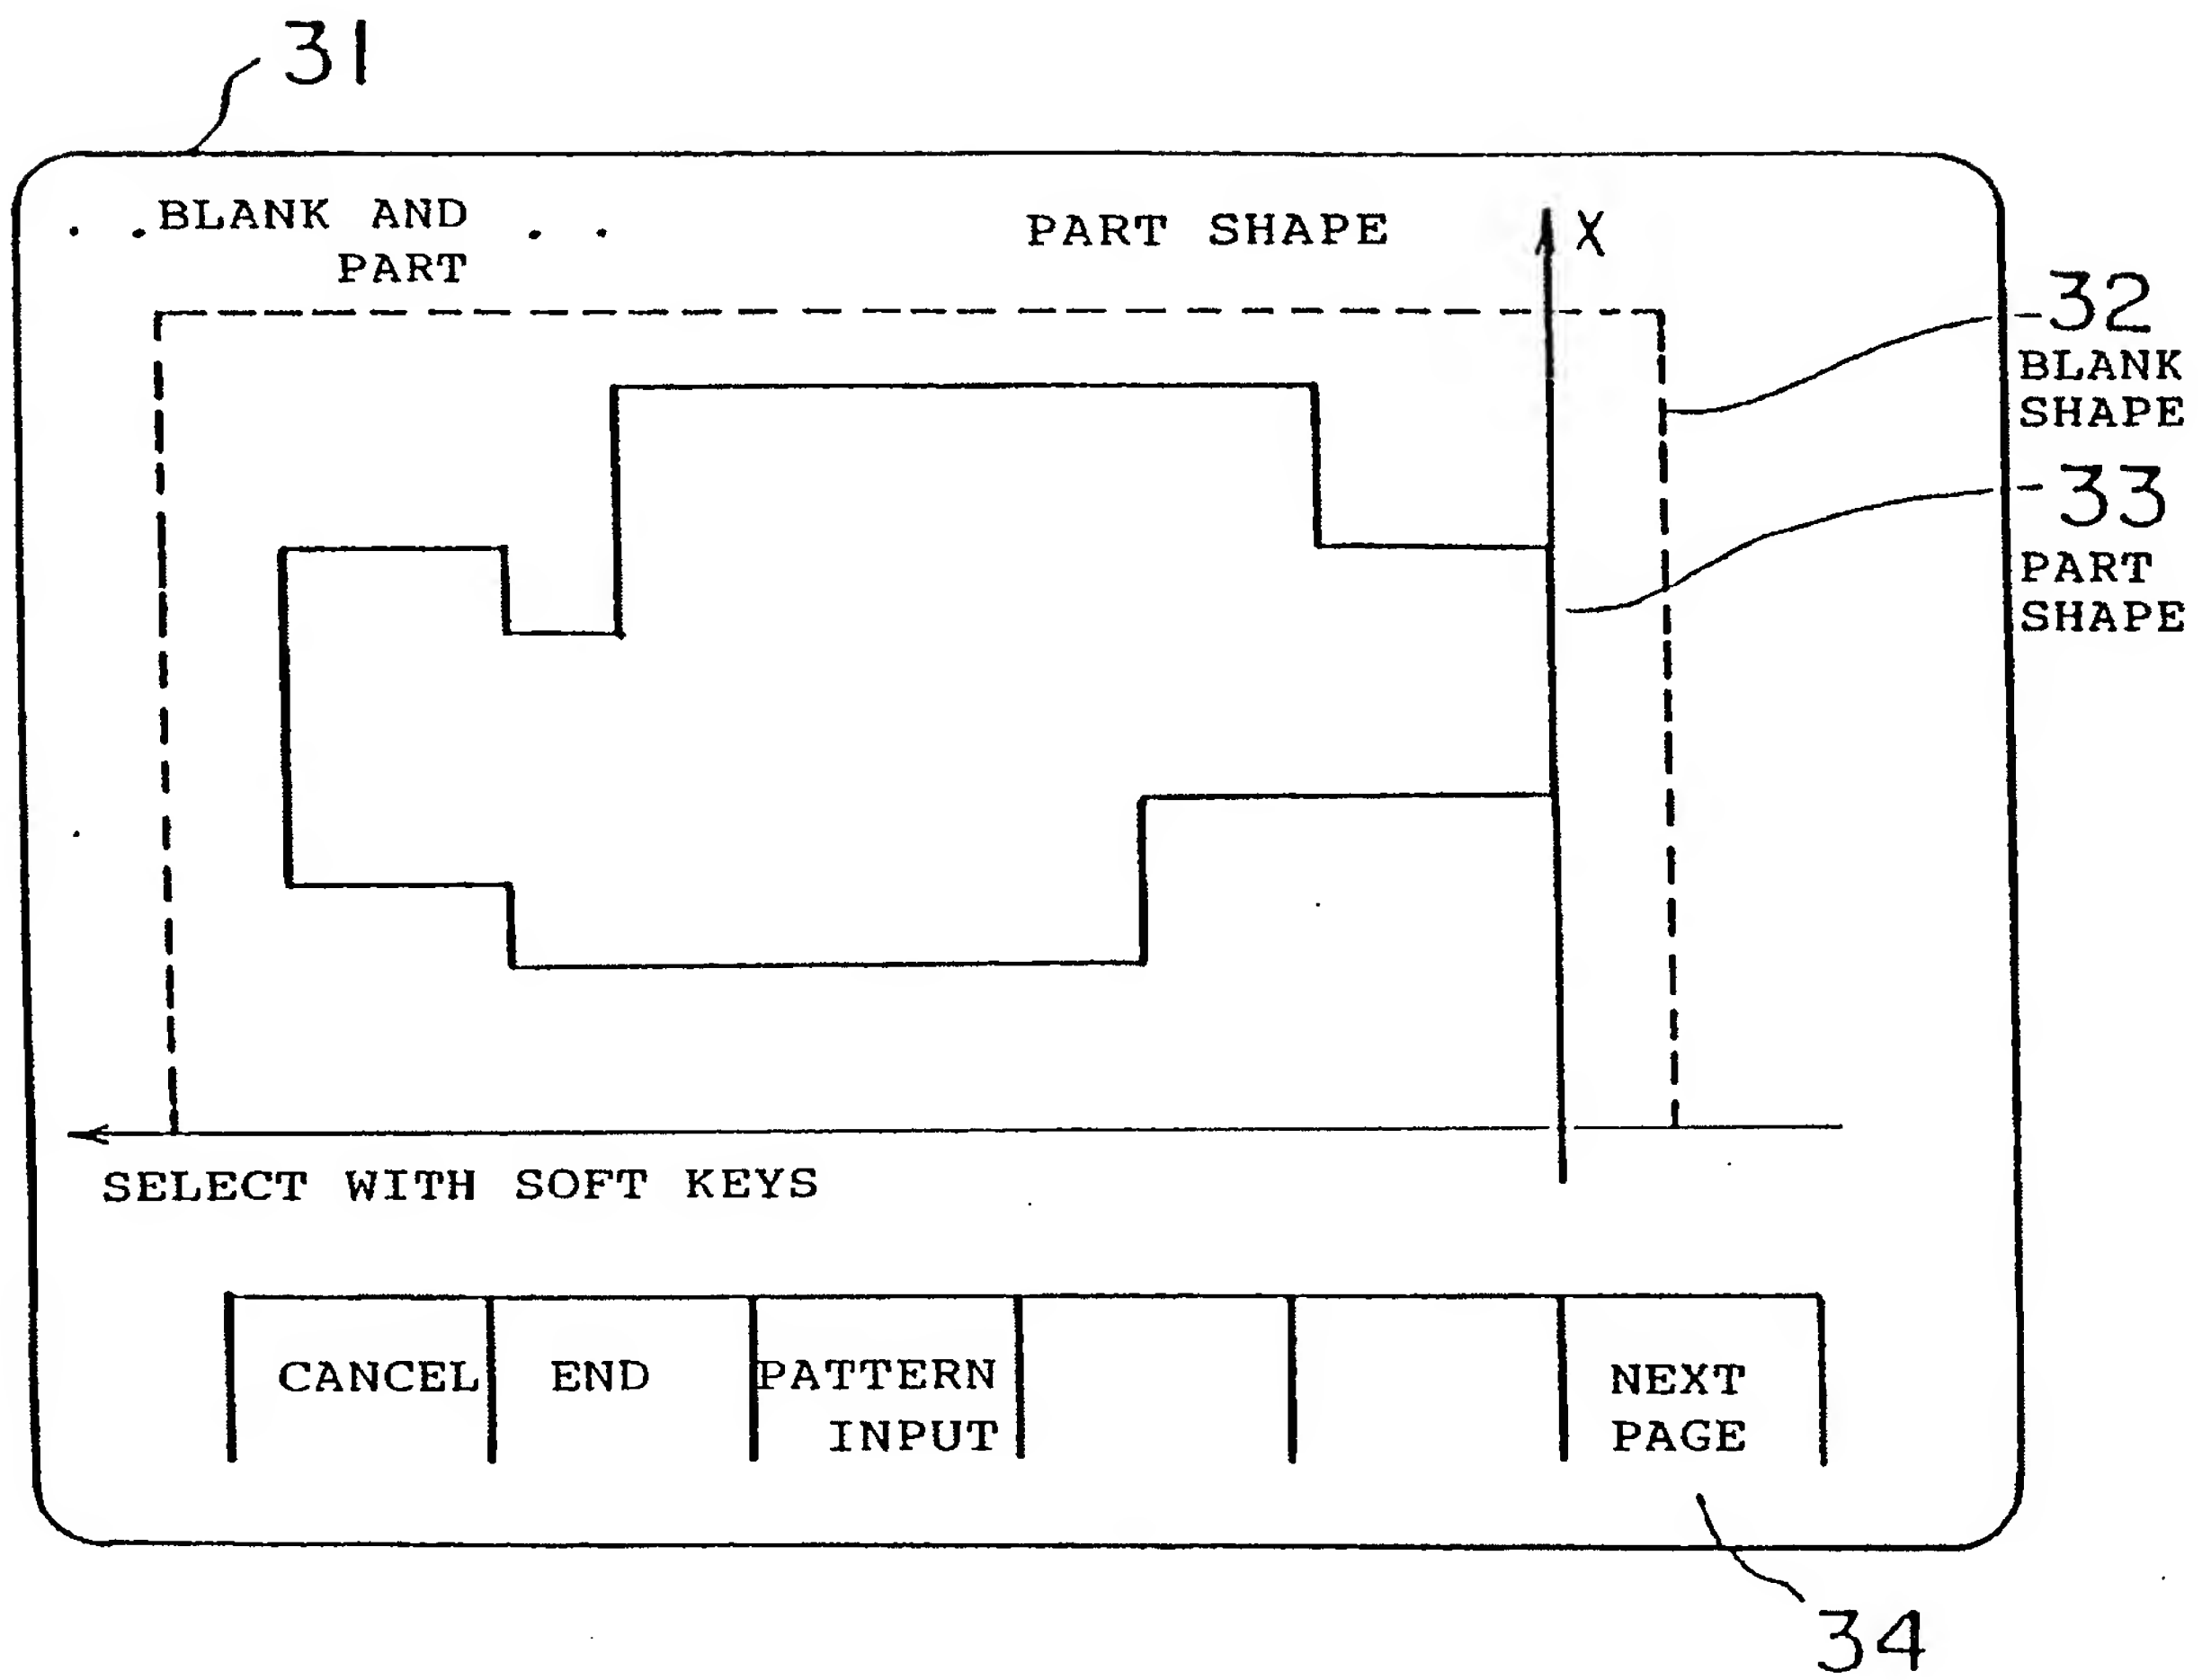 31
BLANK AND
PART
PART SHAPE
X
32
BLANK
SHAPE
33
PART
SHAPE
SELECT WITH SOFT KEYS
CANCEL
END
PATTERN
INPUT
NEXT
PAGE
34